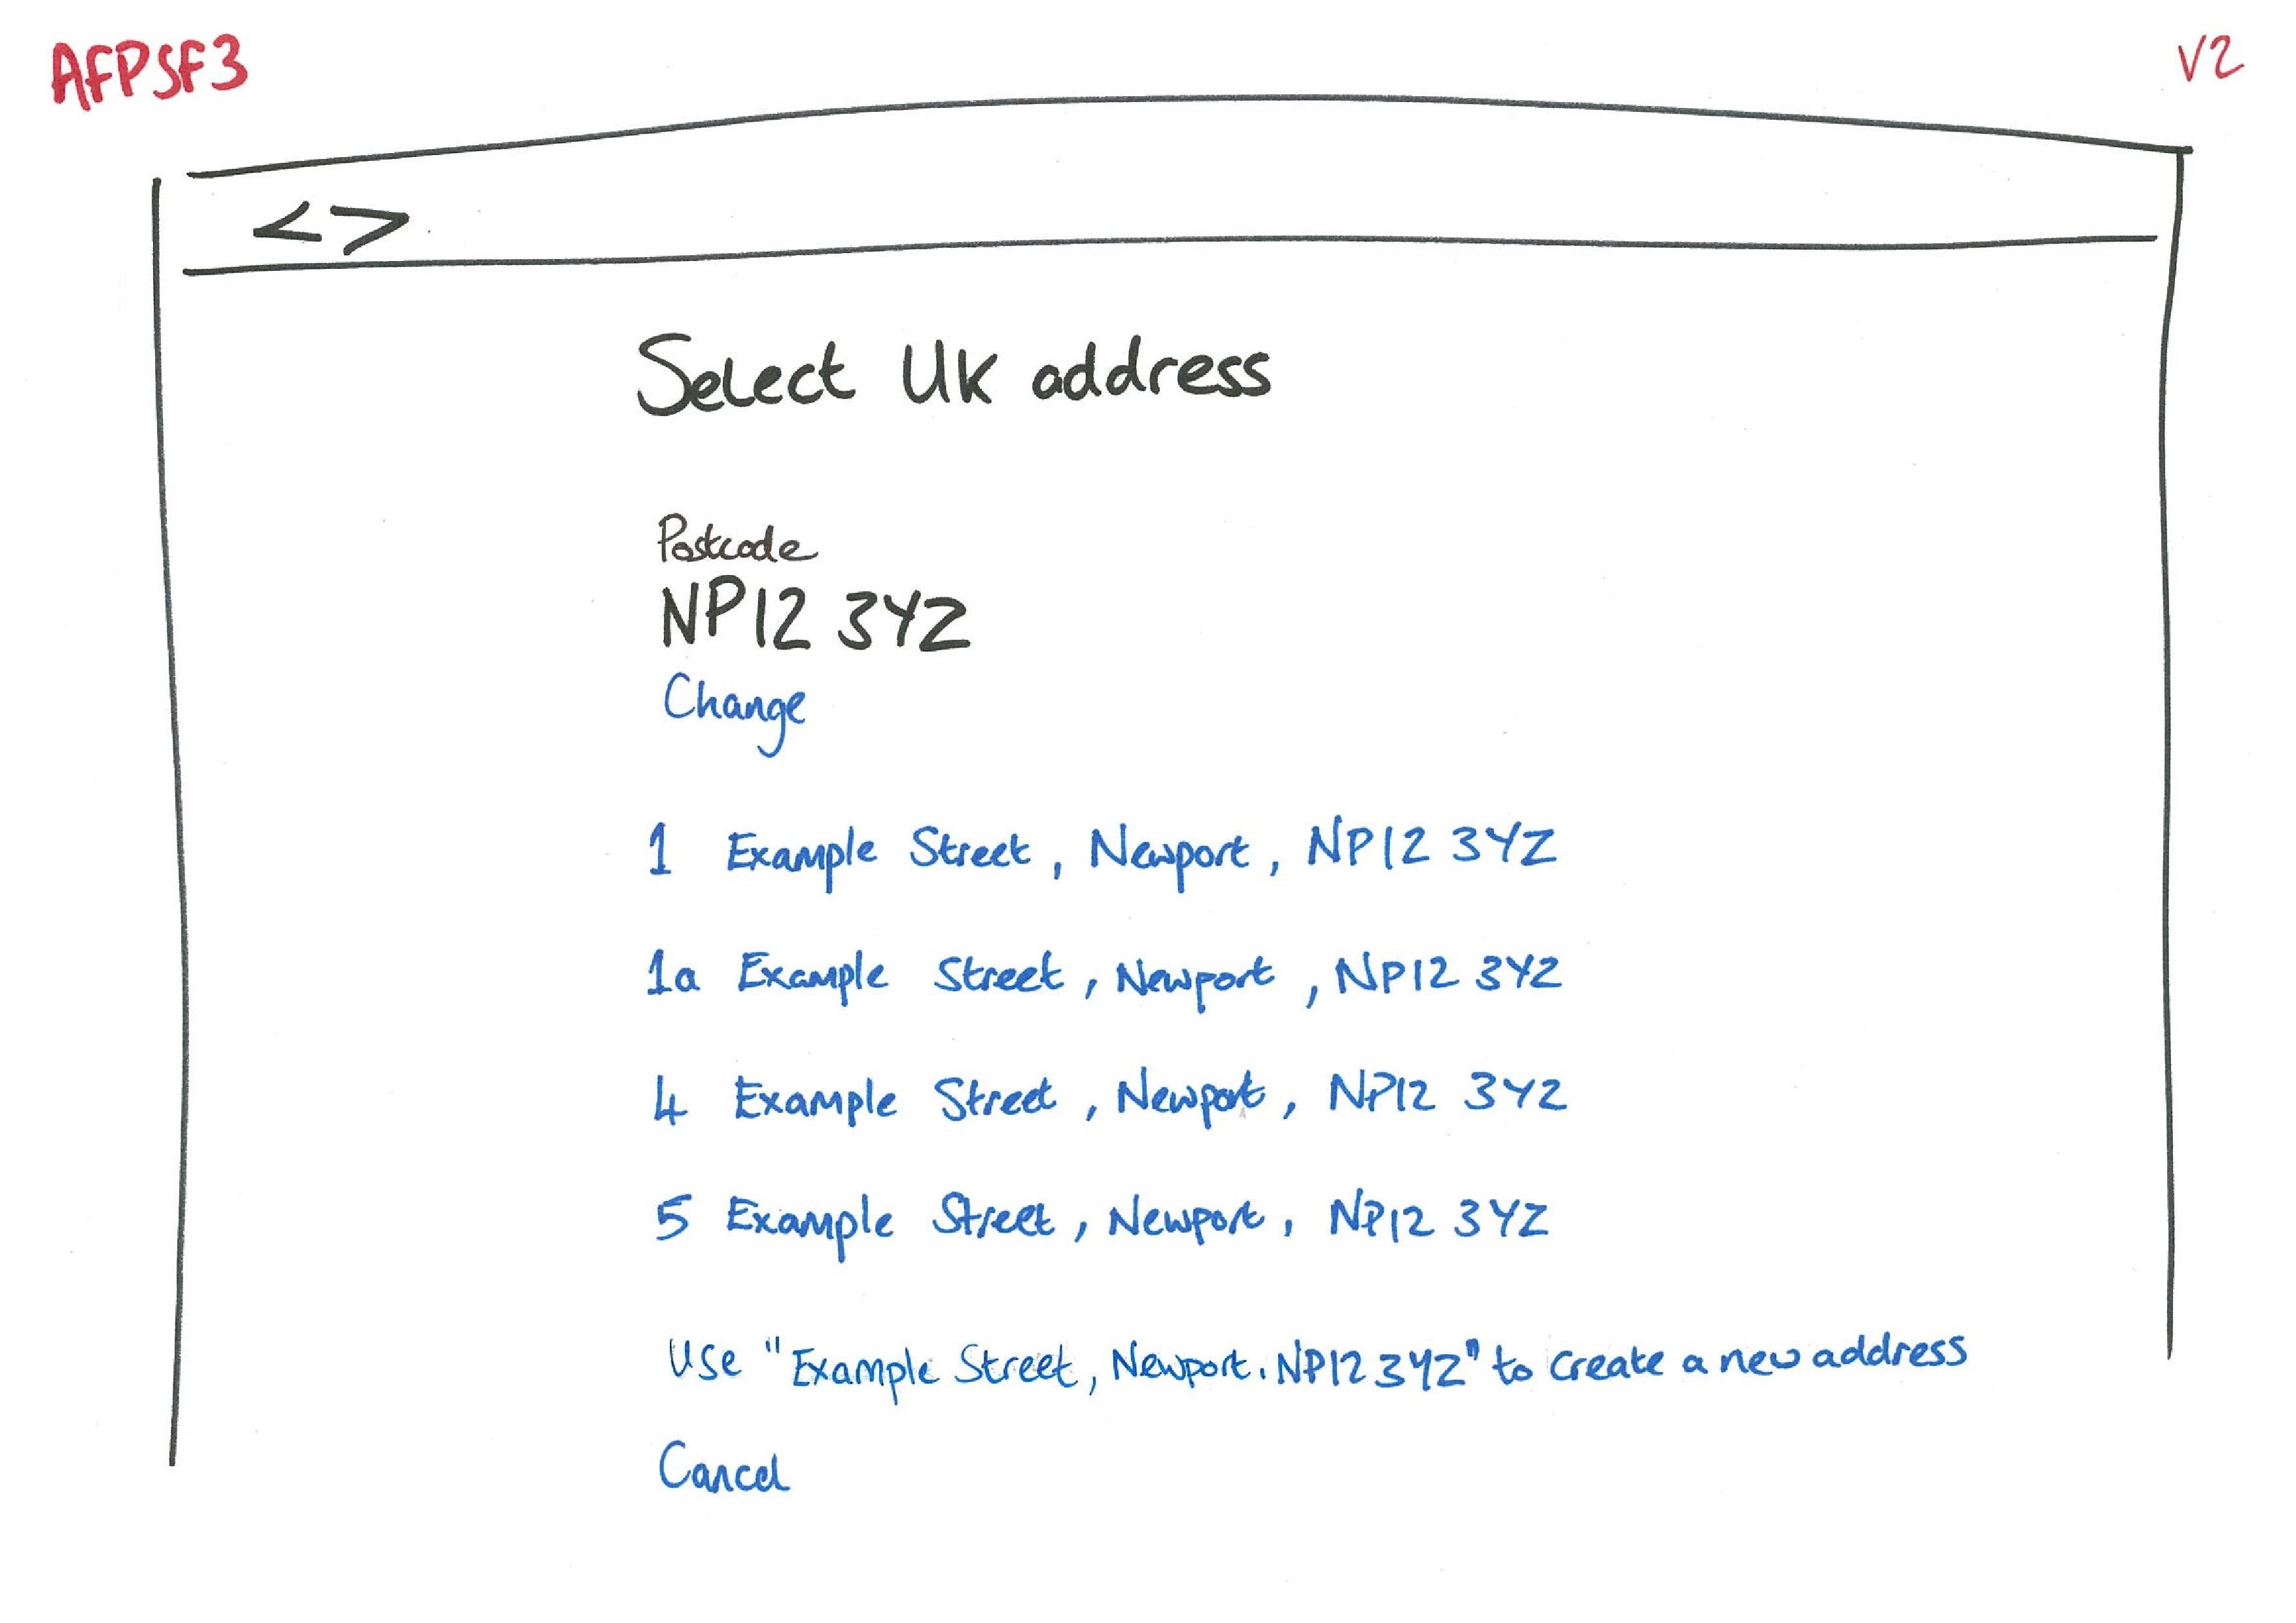 AFPSF3
V2
<>
Select UK address
Postcode
NP12 3YZ
Change
1 Example Street, Newport, NP12 3YZ
1a Example Street, Newport, NP12 3YZ
4 Example Street, Newport, NP12 3YZ
5 Example Street, Newport, NP12 3YZ
Use "Example Street, Newport. NP12 3YZ" to create a new address
Cancel